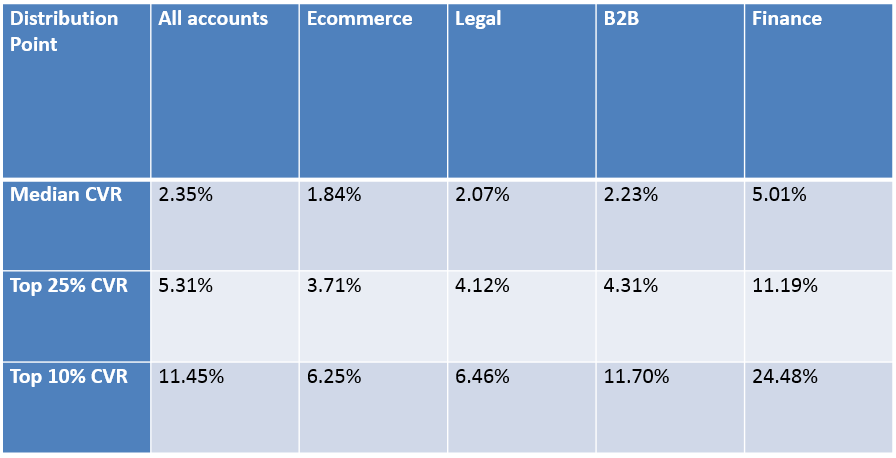 Distribution Point All accounts Ecommerce Legal B2B Finance
Median CVR 2.35% 1.84% 2.07% 2.23% 5.01%
Top 25% CVR 5.31% 3.71% 4.12% 4.31% 11.19%
Top 10% CVR 11.45% 6.25% 6.46% 11.70% 24.48%